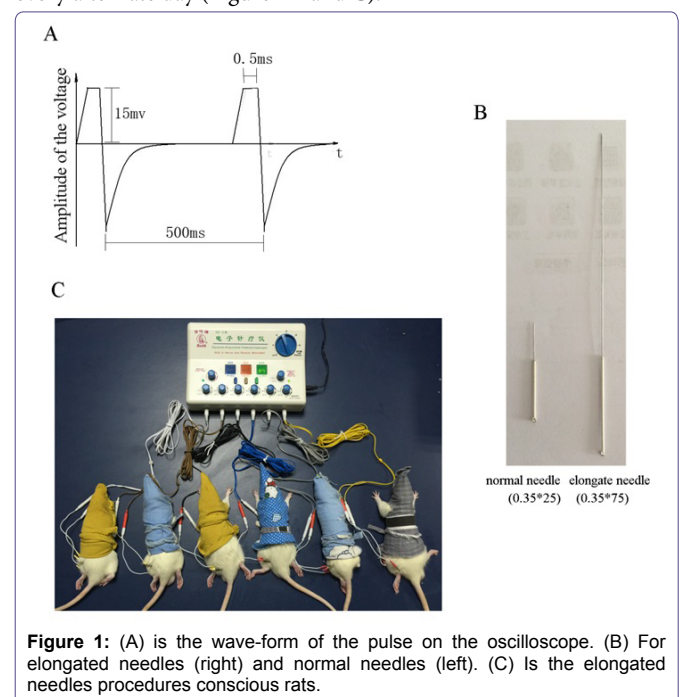 A
0.5ms
15mv
Amplitude of the voltage
t
500ms
B
normal needle elongate needle
(0.35*25) (0.35*75)
C
电子针疗仪
Figure 1: (A) is the wave-form of the pulse on the oscilloscope. (B) For
elongated needles (right) and normal needles (left). (C) Is the elongated
needles procedures conscious rats.